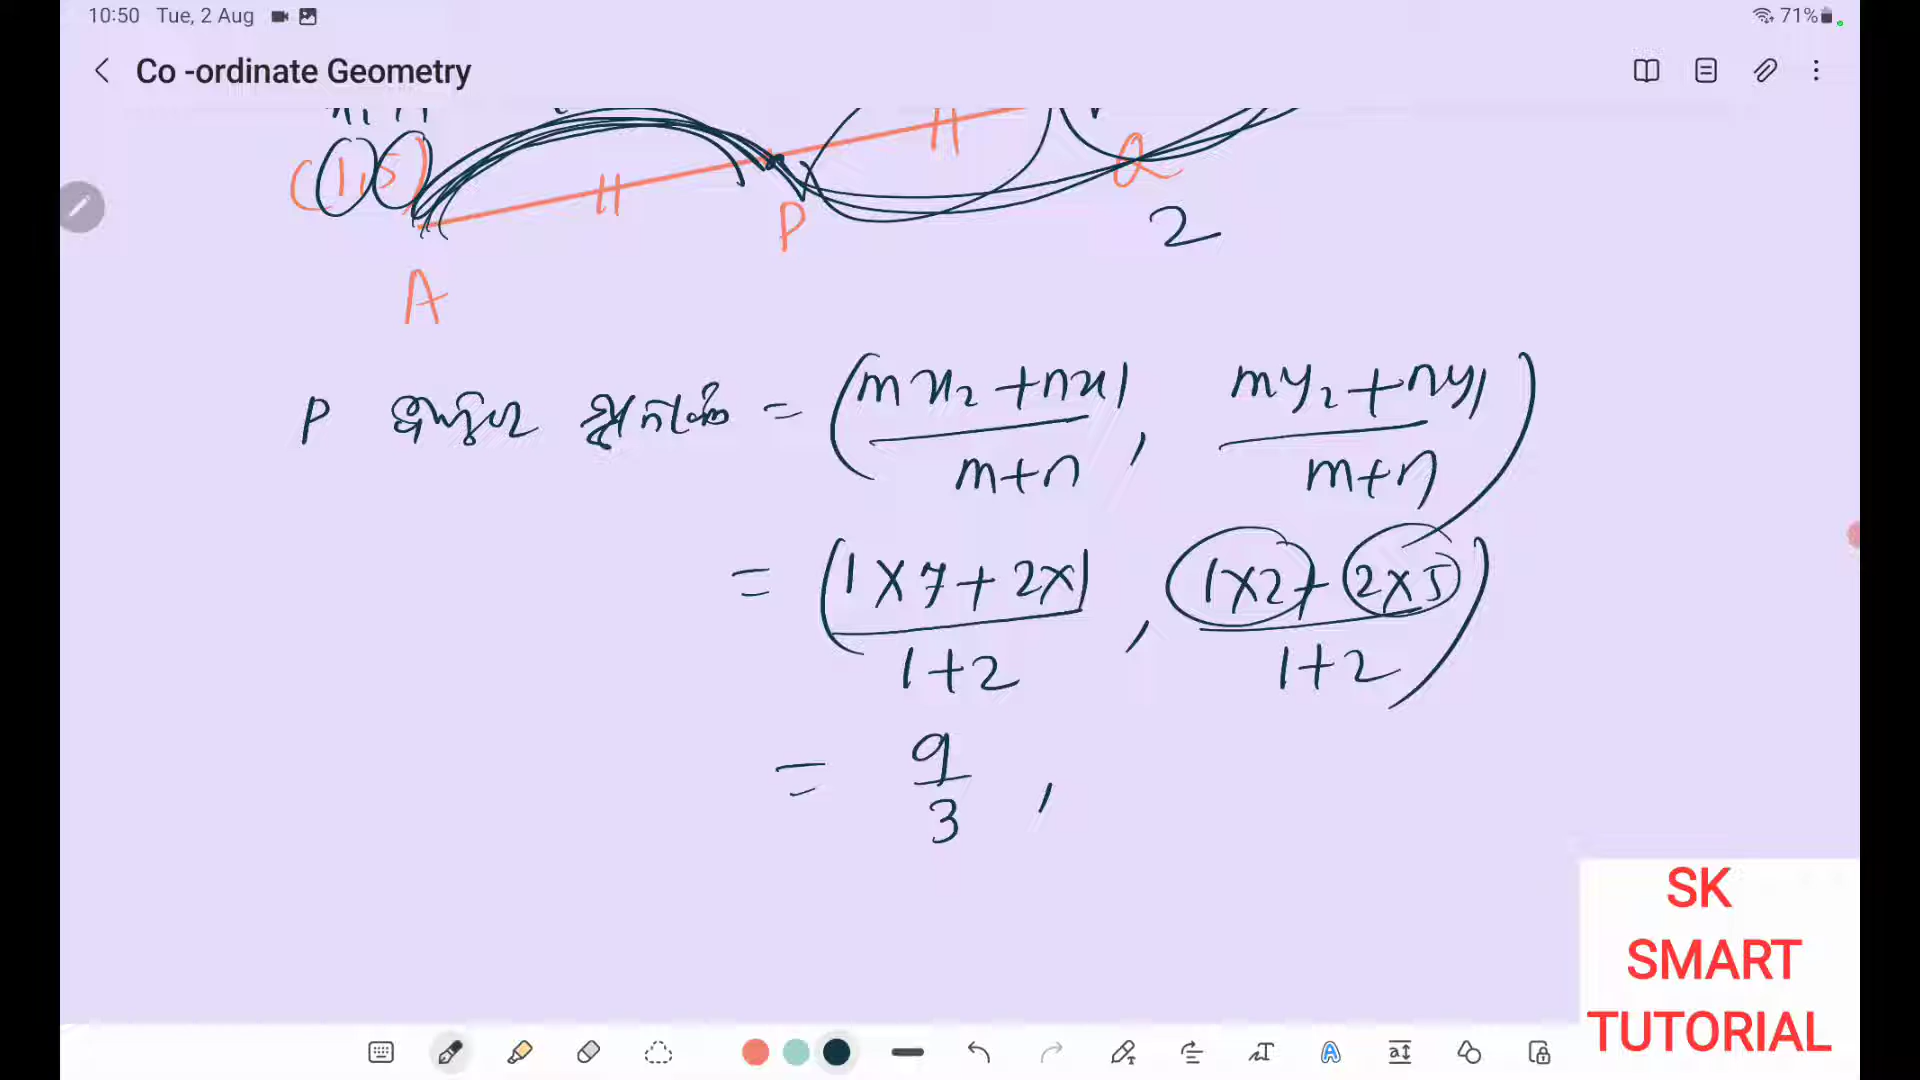 10:50 Tue, 2 Aug 71%
Co -ordinate Geometry
(1,5)
P
Q
2
A
P ବିନ୍ଦୁର ସ୍ଥାନାଙ୍କ = (mx₂+nx₁/m+n, my₂+ny₁/m+n)
= (1×7+2×1/1+2, 1×2+2×5/1+2)
= 9/3,
SK
SMART
TUTORIAL